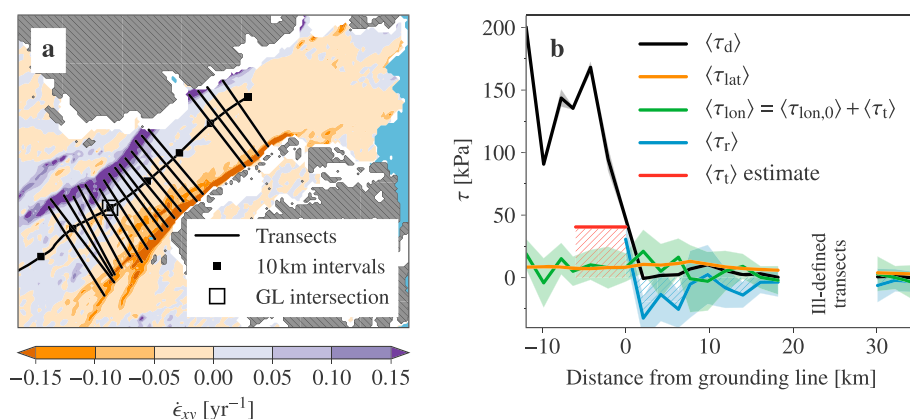 a
Transects
10 km intervals
GL intersection
−0.15 −0.10 −0.05 0.00 0.05 0.10 0.15
ϵ̇xy [yr⁻¹]
b
⟨τd⟩
⟨τlat⟩
⟨τlon⟩ = ⟨τlon,0⟩ + ⟨τt⟩
⟨τr⟩
⟨τt⟩ estimate
200
150
100
50
0
τ [kPa]
Ill-defined
transects
−10 0 10 20 30
Distance from grounding line [km]